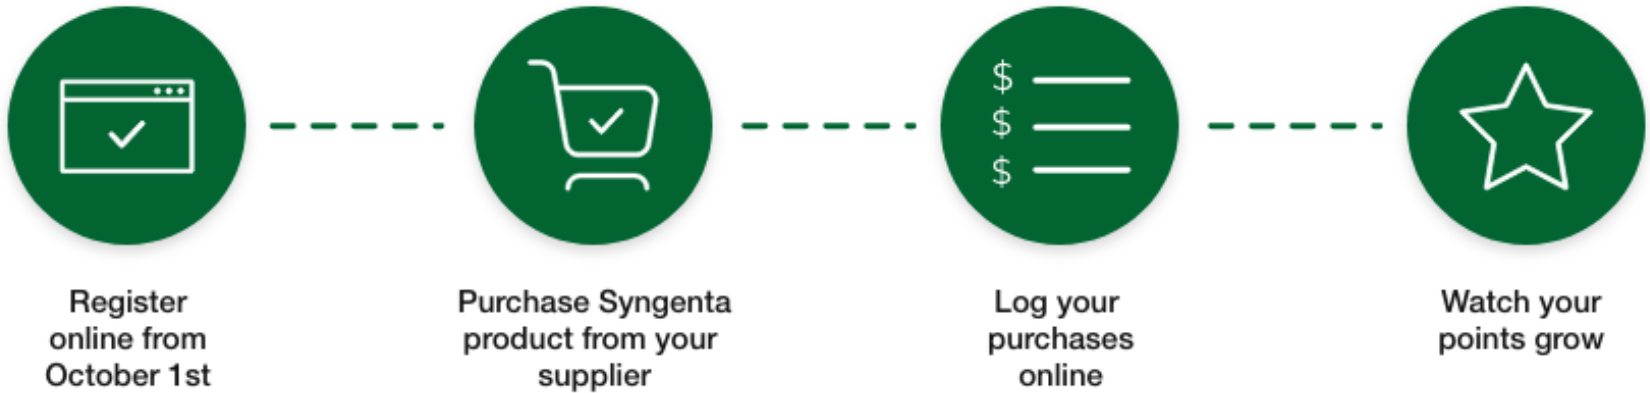 $
$
$
Register
online from
October 1st
Purchase Syngenta
product from your
supplier
Log your
purchases
online
Watch your
points grow